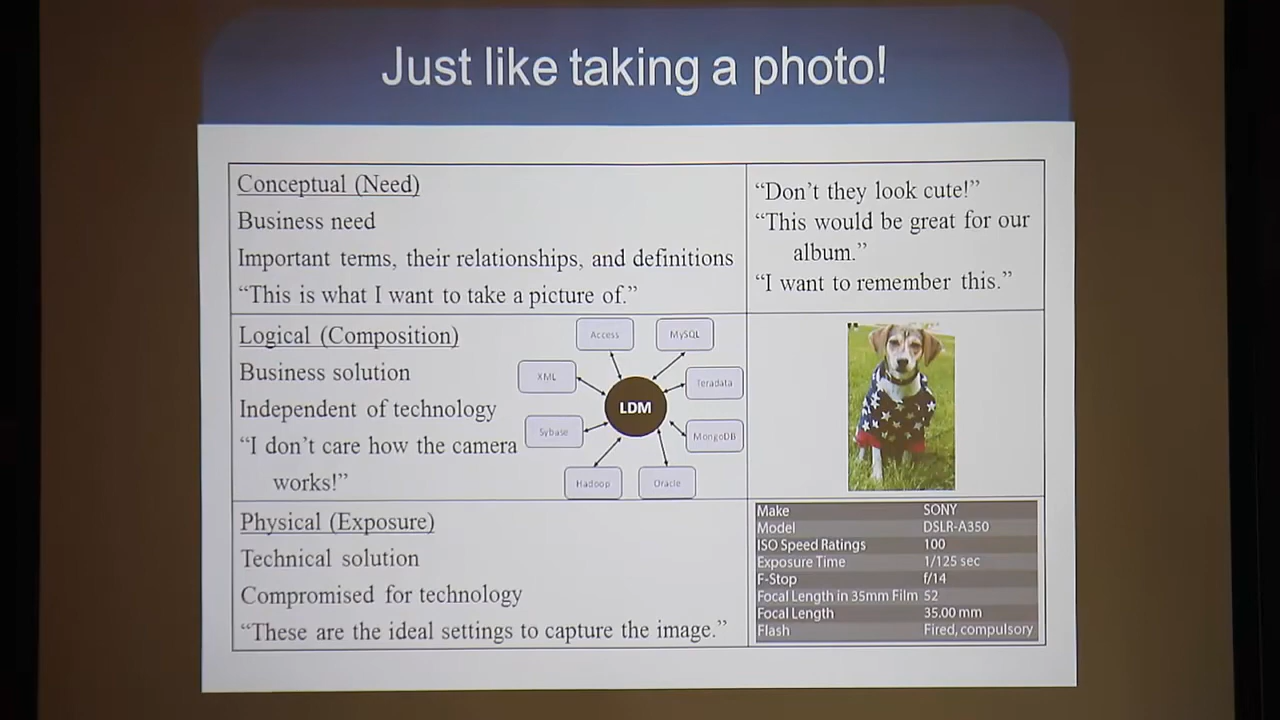 Just like taking a photo!
Conceptual (Need)
Business need
Important terms, their relationships, and definitions
“This is what I want to take a picture of.”
“Don’t they look cute!”
“This would be great for our
album.”
“I want to remember this.”
Logical (Composition)
Business solution
Independent of technology
“I don’t care how the camera
works!”
Access
MySQL
XML
Teradata
LDM
Sybase
MongoDB
Hadoop
Oracle
Physical (Exposure)
Technical solution
Compromised for technology
“These are the ideal settings to capture the image.”
Make SONY
Model DSLR-A350
ISO Speed Ratings 100
Exposure Time 1/125 sec
F-Stop f/14
Focal Length in 35mm Film 52
Focal Length 35.00 mm
Flash Fired, compulsory